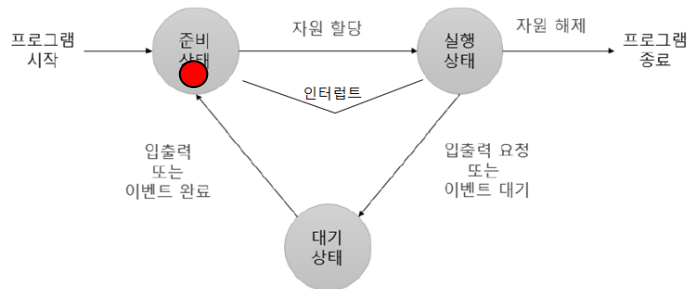 프로그램
시작
준비
상태
자원 할당
실행
상태
자원 해제
프로그램
종료
인터럽트
입출력
또는
이벤트 완료
입출력 요청
또는
이벤트 대기
대기
상태